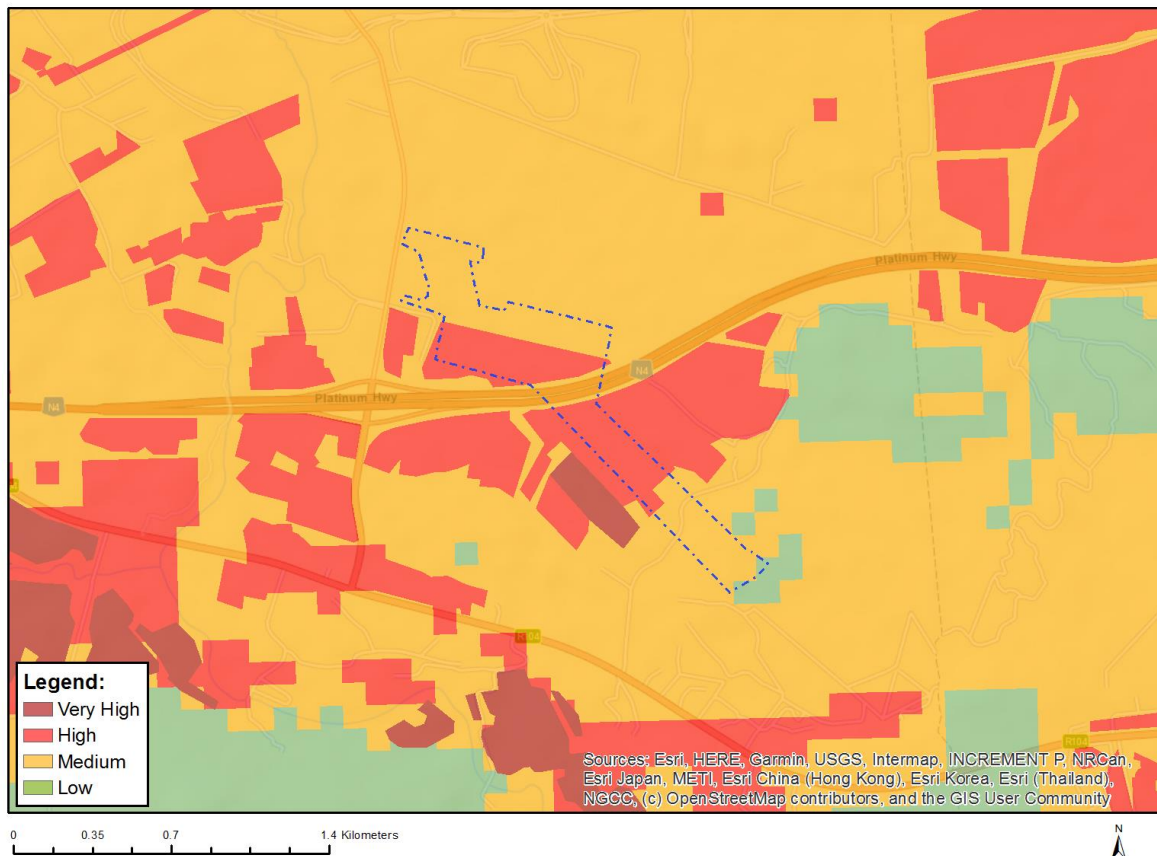 Platinum Hwy
N4
N4
Platinum Hwy
R104
R104
Legend:
Very High
High
Medium
Low
Sources: Esri, HERE, Garmin, USGS, Intermap, INCREMENT P, NRCan,
Esri Japan, METI, Esri China (Hong Kong), Esri Korea, Esri (Thailand),
NGCC, (c) OpenStreetMap contributors, and the GIS User Community
0 0.35 0.7 1.4 Kilometers
N